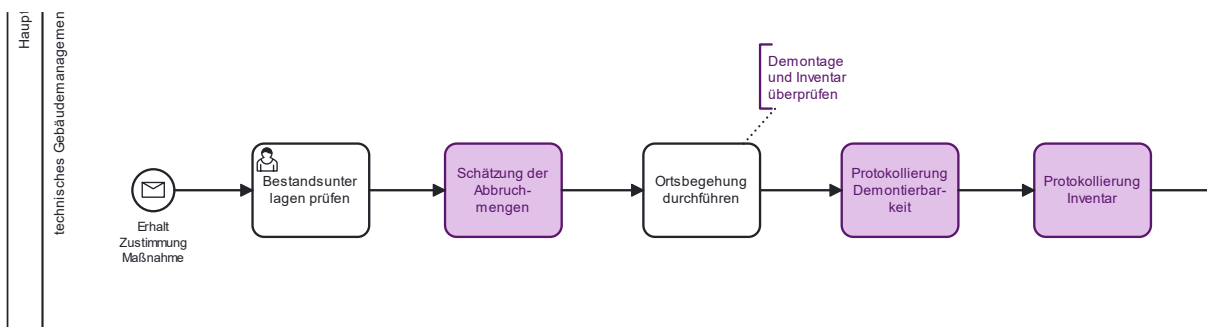 Haupt
technisches Gebäudemanagemen
Demontage
und Inventar
überprüfen
Erhalt
Zustimmung
Maßnahme
Bestandsunter
lagen prüfen
Schätzung der
Abbruch-
mengen
Ortsbegehung
durchführen
Protokollierung
Demontierbar-
keit
Protokollierung
Inventar